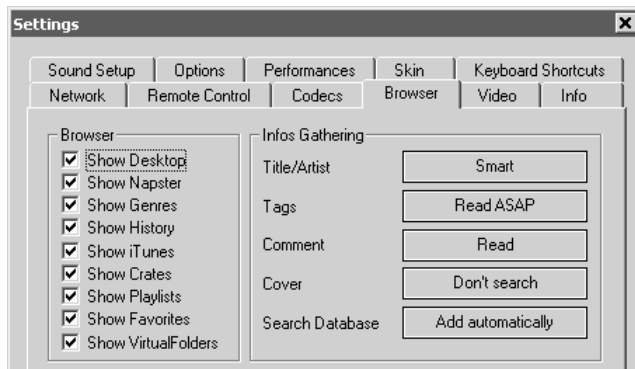 Settings
Sound Setup Options Performances Skin Keyboard Shortcuts
Network Remote Control Codecs Browser Video Info
Browser
Show Desktop
Show Napster
Show Genres
Show History
Show iTunes
Show Crates
Show Playlists
Show Favorites
Show VirtualFolders
Infos Gathering
Title/Artist Smart
Tags Read ASAP
Comment Read
Cover Don't search
Search Database Add automatically